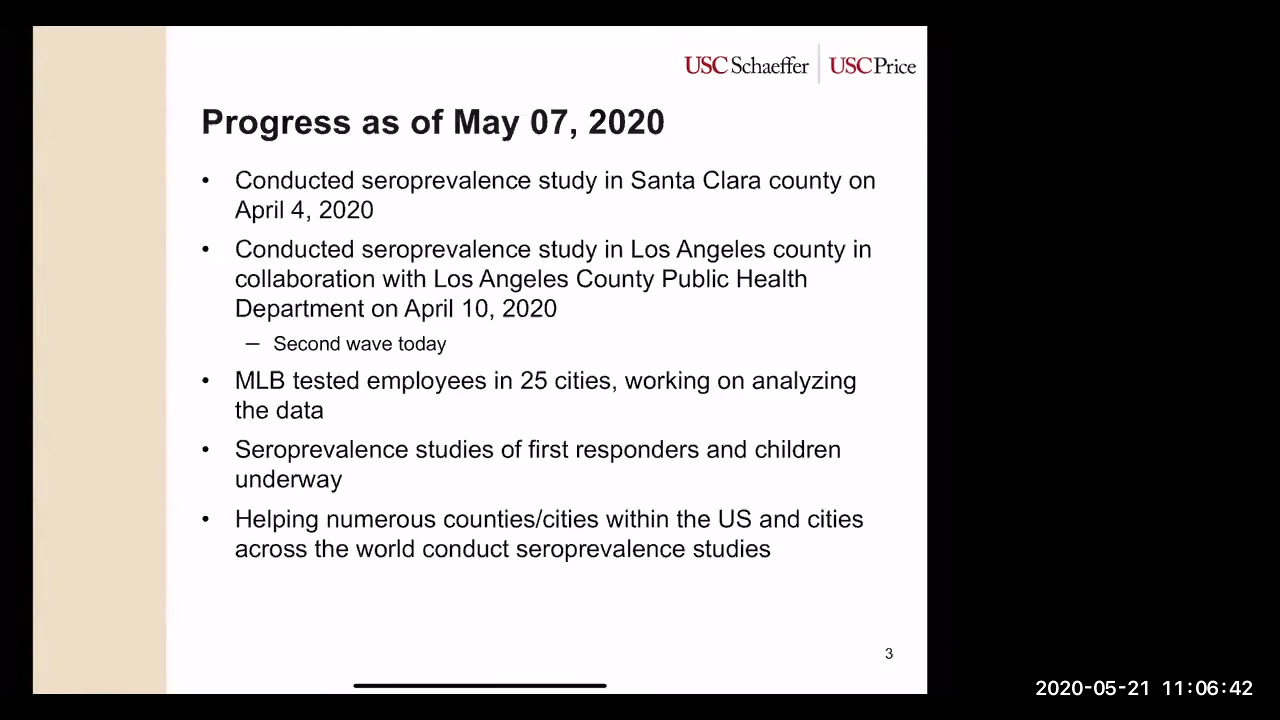 USC Schaeffer | USC Price
Progress as of May 07, 2020
• Conducted seroprevalence study in Santa Clara county on
April 4, 2020
• Conducted seroprevalence study in Los Angeles county in
collaboration with Los Angeles County Public Health
Department on April 10, 2020
– Second wave today
• MLB tested employees in 25 cities, working on analyzing
the data
• Seroprevalence studies of first responders and children
underway
• Helping numerous counties/cities within the US and cities
across the world conduct seroprevalence studies
3
2020-05-21 11:06:42